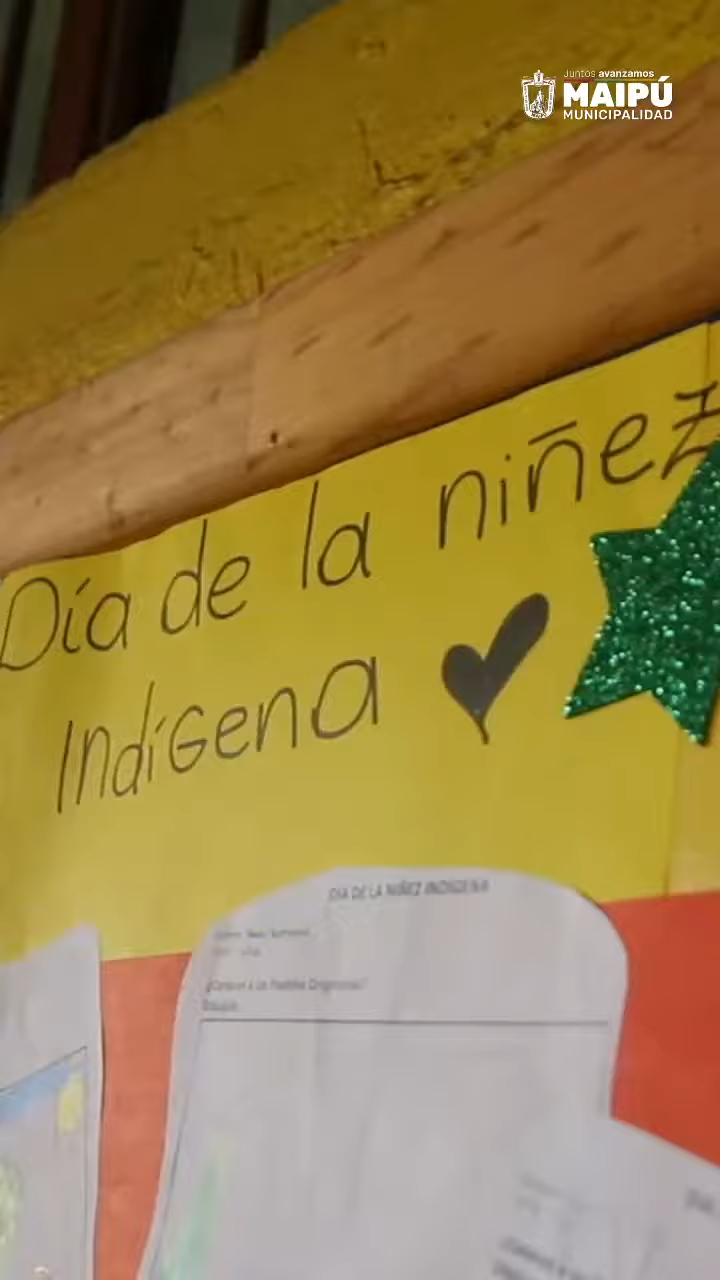 Juntos avanzamos
MAIPÚ
MUNICIPALIDAD
Día de la niñez
Indígena
DIA DE LA NIÑEZ INDIGENA